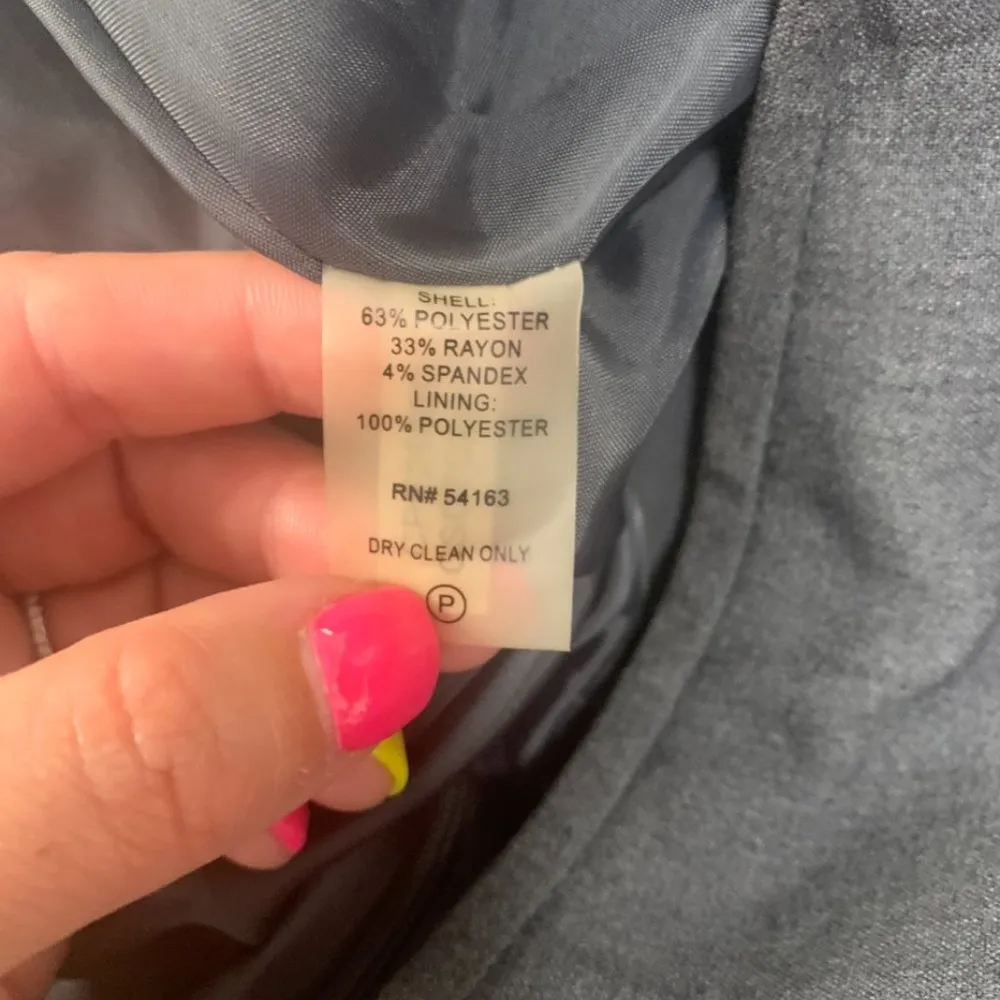 SHELL:
63% POLYESTER
33% RAYON
4% SPANDEX
LINING:
100% POLYESTER
RN# 54163
DRY CLEAN ONLY
P